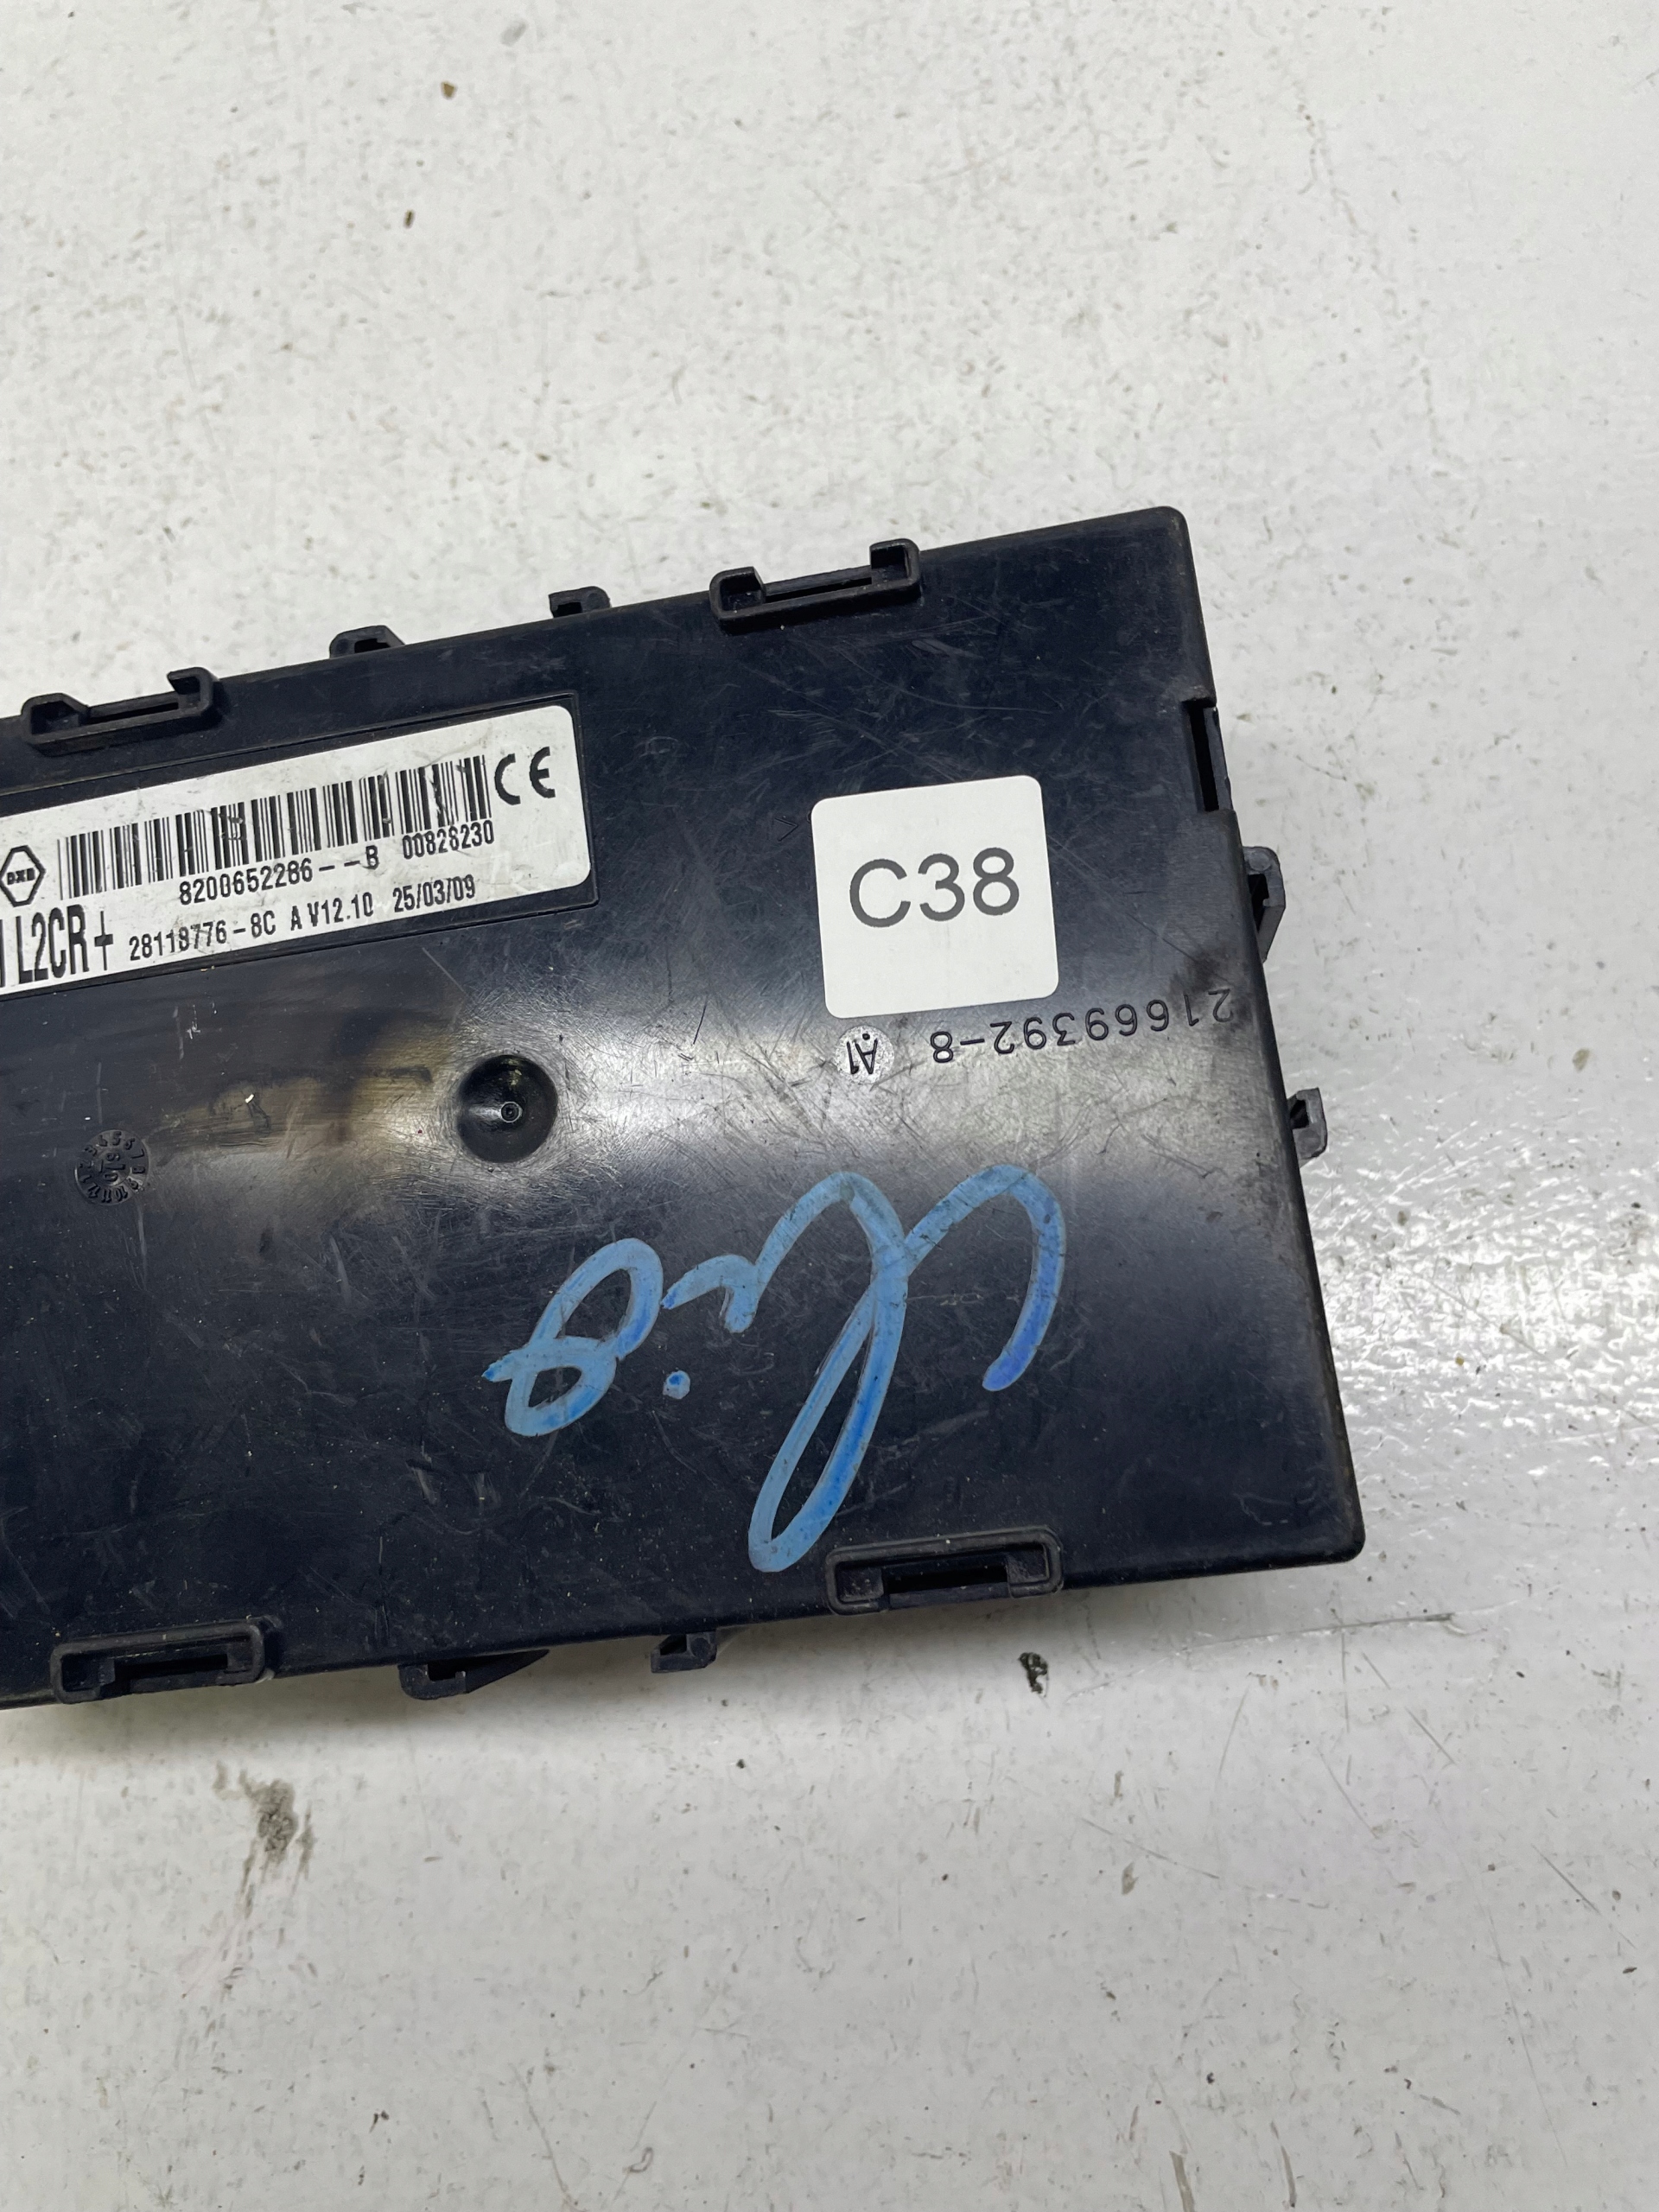 CE
8200652286--B 00828230
L2CR+ 28118776-8C A V12.10 25/03/09
C38
21669392-8 A1
Clio